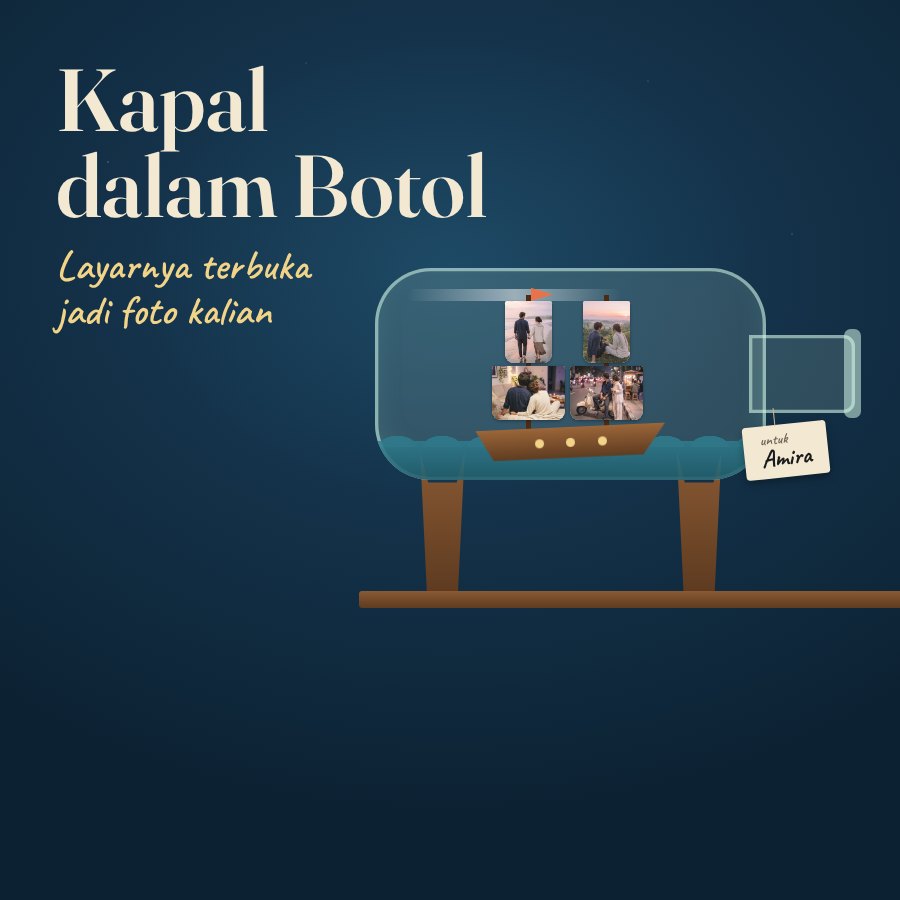 Kapal
dalam Botol
Layarnya terbuka
jadi foto kalian
untuk
Amira